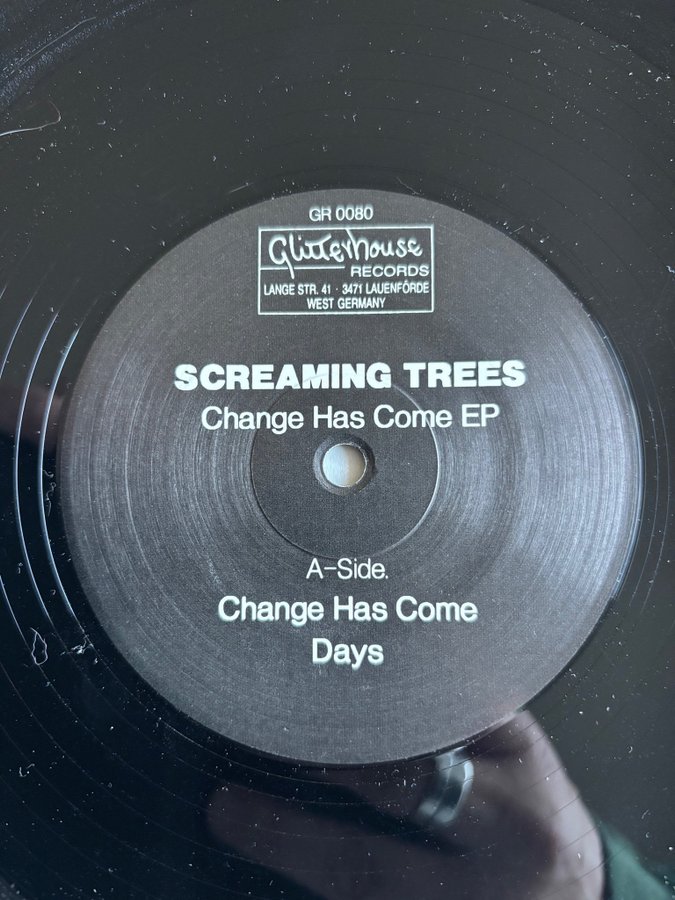 GR 0080
Glitterhouse
RECORDS
LANGE STR. 41 · 3471 LAUENFÖRDE
WEST GERMANY
SCREAMING TREES
Change Has Come EP
A-Side.
Change Has Come
Days